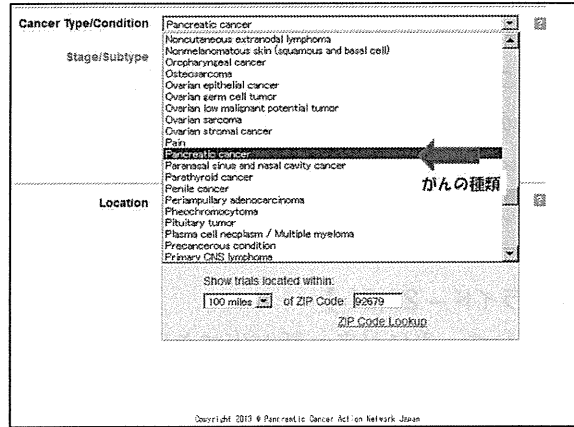 Cancer Type/Condition
Pancreatic cancer
Noncutaneous extranodal lymphoma
Nonmelanomatous skin (squamous and basal cell)
Stage/Subtype
Oropharyngeal cancer
Osteosarcoma
Ovarian epithelial cancer
Ovarian germ cell tumor
Ovarian low malignant potential tumor
Ovarian sarcoma
Ovarian stromal cancer
Pain
Pancreatic cancer
Paranasal sinus and nasal cavity cancer
Parathyroid cancer
がんの種類
Penile cancer
Location
Periampullary adenocarcinoma
Pheochromocytoma
Pituitary tumor
Plasma cell neoplasm / Multiple myeloma
Precancerous condition
Primary CNS lymphoma
Show trials located within:
100 miles of ZIP Code: 92679
ZIP Code Lookup
Copyright 2013 © Pancreatic Cancer Action Network Japan